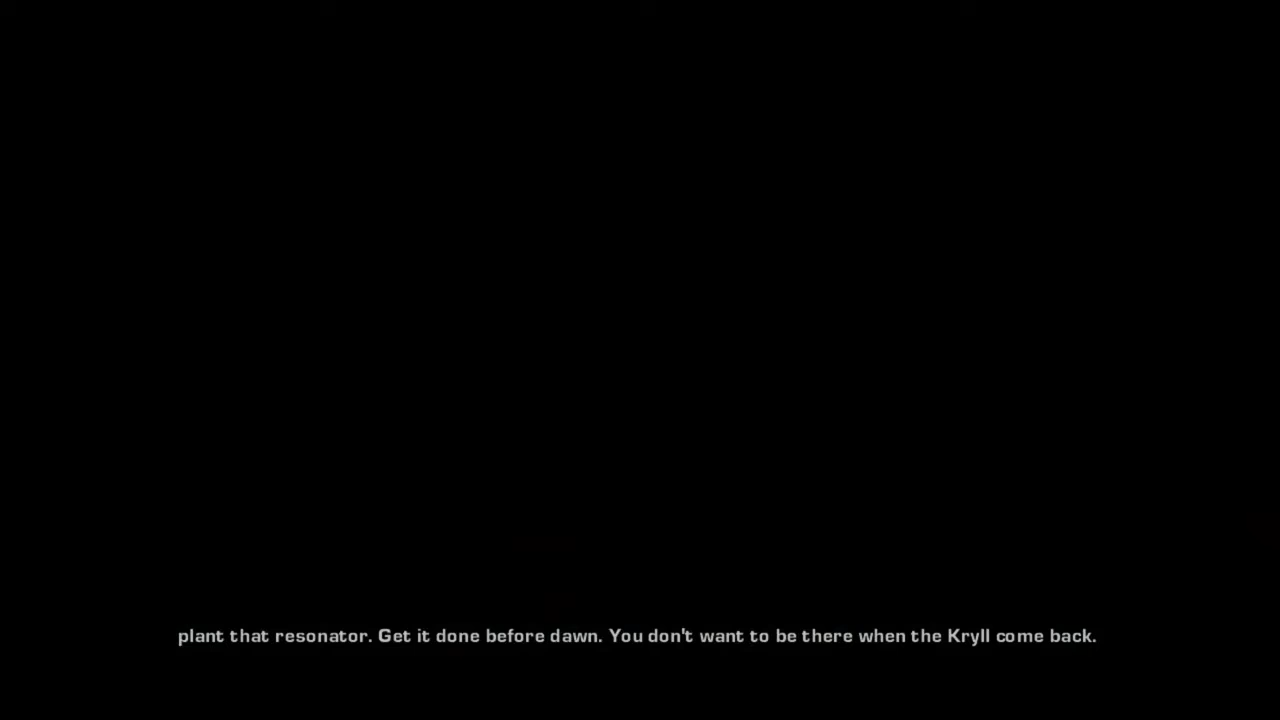 plant that resonator. Get it done before dawn. You don't want to be there when the Kryll come back.